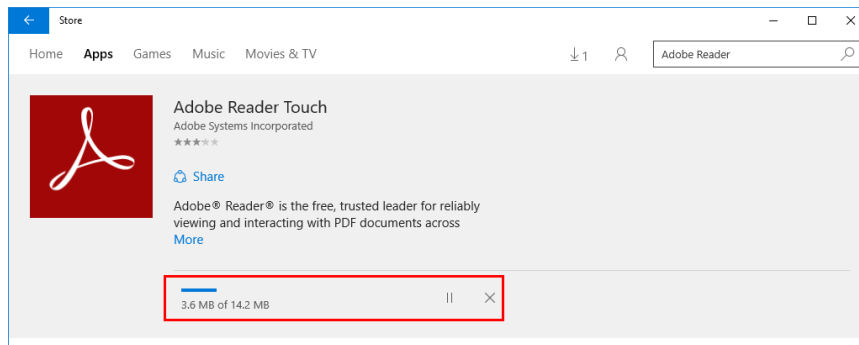 Store
Home Apps Games Music Movies & TV 1 Adobe Reader
Adobe Reader Touch
Adobe Systems Incorporated
Share
Adobe® Reader® is the free, trusted leader for reliably
viewing and interacting with PDF documents across
More
3.6 MB of 14.2 MB